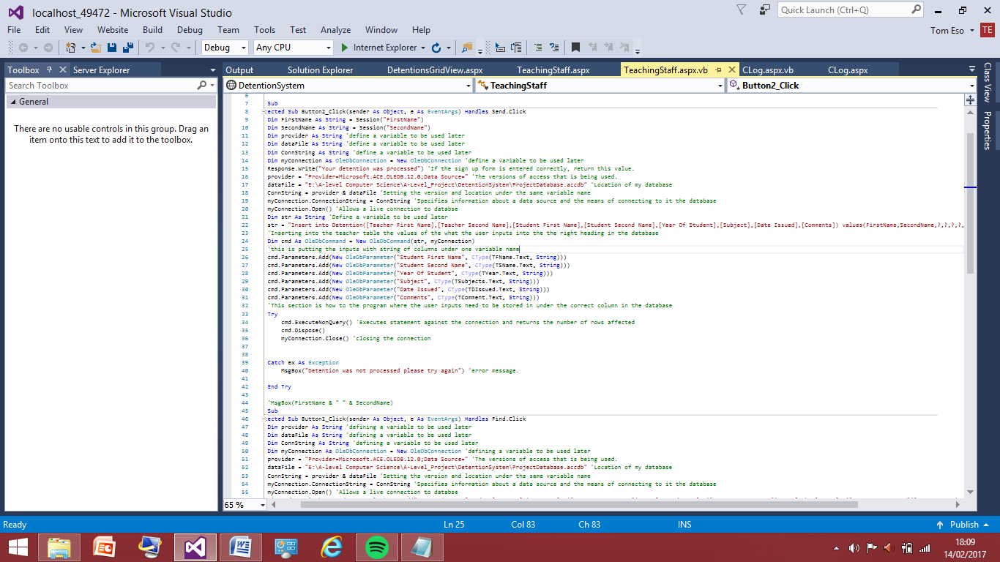 localhost_49472 - Microsoft Visual Studio
Quick Launch (Ctrl+Q)
File Edit View Website Build Debug Team Tools Test Analyze Window Help
Tom Eso TE
Debug Any CPU Internet Explorer
Toolbox Server Explorer
Output Solution Explorer DetentionsGridView.aspx TeachingStaff.aspx TeachingStaff.aspx.vb CLog.aspx.vb CLog.aspx
Class View
Properties
Search Toolbox
General
There are no usable controls in this group. Drag an
item onto this text to add it to the toolbox.
DetentionSystem TeachingStaff Button2_Click
6
7 Sub
8 ected Sub Button2_Click(sender As Object, e As EventArgs) Handles Send.Click
9 Dim FirstName As String = Session("FirstName")
10 Dim SecondName As String = Session("SecondName")
11 Dim provider As String 'define a variable to be used later
12 Dim dataFile As String 'define a variable to be used later
13 Dim ConnString As String 'define a variable to be used later
14 Dim myConnection As OleDbConnection = New OleDbConnection 'define a variable to be used later
15 Response.Write("Your detention was processed") 'If the sign up form is entered correctly, return this value.
16 provider = "Provider=Microsoft.ACE.OLEDB.12.0;Data Source=" 'The versions of access that is being used.
17 dataFile = "E:\A-level Computer Science\A-Level_Project\DetentionSystem\ProjectDatabase.accdb" 'Location of my database
18 ConnString = provider & dataFile 'Setting the version and location under the same variable name
19 myConnection.ConnectionString = ConnString 'Specifies information about a data source and the means of connecting to it the database
20 myConnection.Open() 'Allows a live connection to databse
21 Dim str As String 'Define a variable to be used later
22 str = "Insert into Detention([Teacher First Name],[Teacher Second Name],[Student First Name],[Student Second Name],[Year Of Student],[Subject],[Date Issued],[Comments]) values(FirstName,SecondName,?,?,?,?,
23 'Inserting into the teacher table the values of the what the user inputs into the the right heading in the database
24 Dim cmd As OleDbCommand = New OleDbCommand(str, myConnection)
25 'this is putting the inputs with string of columns under one variable name
26 cmd.Parameters.Add(New OleDbParameter("Student First Name", CType(TFName.Text, String)))
27 cmd.Parameters.Add(New OleDbParameter("Student Second Name", CType(TSName.Text, String)))
28 cmd.Parameters.Add(New OleDbParameter("Year Of Student", CType(TYear.Text, String)))
29 cmd.Parameters.Add(New OleDbParameter("Subject", CType(TSubjects.Text, String)))
30 cmd.Parameters.Add(New OleDbParameter("Date Issued", CType(TDIssued.Text, String)))
31 cmd.Parameters.Add(New OleDbParameter("Comments", CType(TComment.Text, String)))
32 'This section is how to the program where the user inputs need to be stored in under the correct column in the database
33 Try
34 cmd.ExecuteNonQuery() 'Executes statement against the connection and returns the number of rows affected
35 cmd.Dispose()
36 myConnection.Close() 'closing the connection
37
38
39 Catch ex As Exception
40 MsgBox("Detention was not processed please try again") 'error message.
41
42 End Try
43
44 'MsgBox(FirstName & " " & SecondName)
45 Sub
46 ected Sub Button1_Click(sender As Object, e As EventArgs) Handles Find.Click
47 Dim provider As String 'defining a variable to be used later
48 Dim dataFile As String 'defining a variable to be used later
49 Dim ConnString As String 'defining a variable to be used later
50 Dim myConnection As OleDbConnection = New OleDbConnection 'defining a variable to be used later
51 provider = "Provider=Microsoft.ACE.OLEDB.12.0;Data Source=" 'The versions of access that is being used.
52 dataFile = "E:\A-level Computer Science\A-Level_Project\DetentionSystem\ProjectDatabase.accdb" 'Location of my database
53 ConnString = provider & dataFile 'Setting the version and location under the same variable name
54 myConnection.ConnectionString = ConnString 'Specifies information about a data source and the means of connecting to it the database
55 myConnection.Open() 'Allows a live connection to databse
65 %
Ready Ln 25 Col 83 Ch 83 INS Publish
18:09
14/02/2017